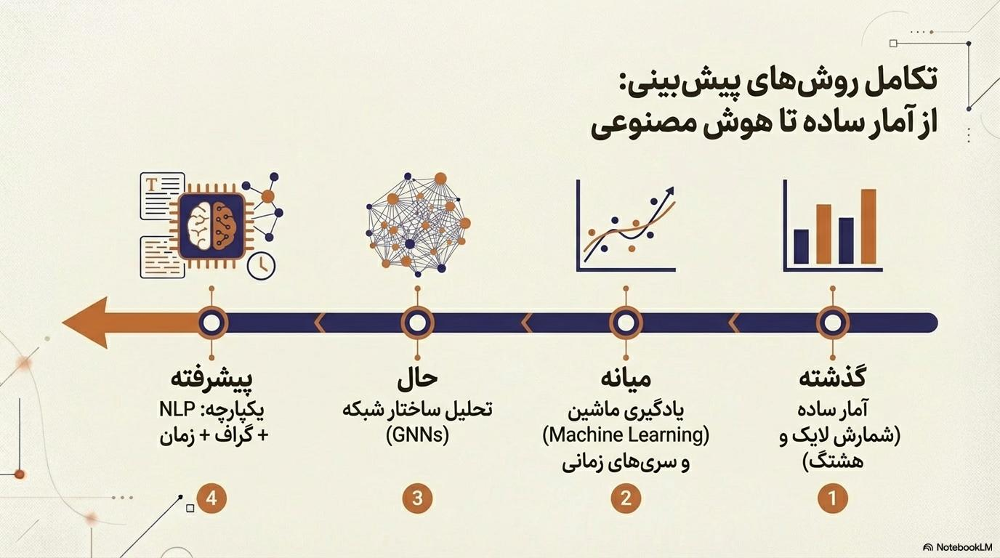 تکامل روش‌های پیش‌بینی:
از آمار ساده تا هوش مصنوعی
گذشته
آمار ساده
(شمارش لایک و
هشتگ)
1
میانه
یادگیری ماشین
(Machine Learning)
و سری‌های زمانی
2
حال
تحلیل ساختار شبکه
(GNNs)
3
T
پیشرفته
یکپارچه: NLP
+ گراف + زمان
4
NotebookLM